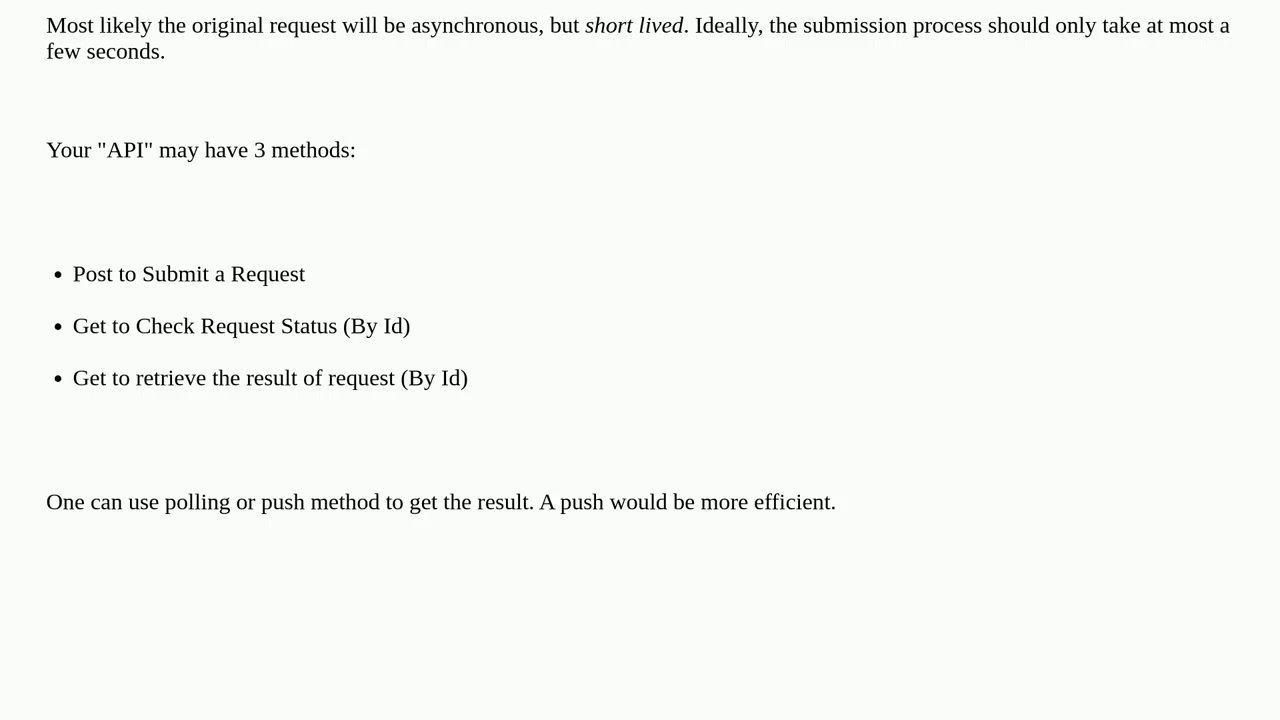 Most likely the original request will be asynchronous, but short lived. Ideally, the submission process should only take at most a
few seconds.
Your "API" may have 3 methods:
• Post to Submit a Request
• Get to Check Request Status (By Id)
• Get to retrieve the result of request (By Id)
One can use polling or push method to get the result. A push would be more efficient.